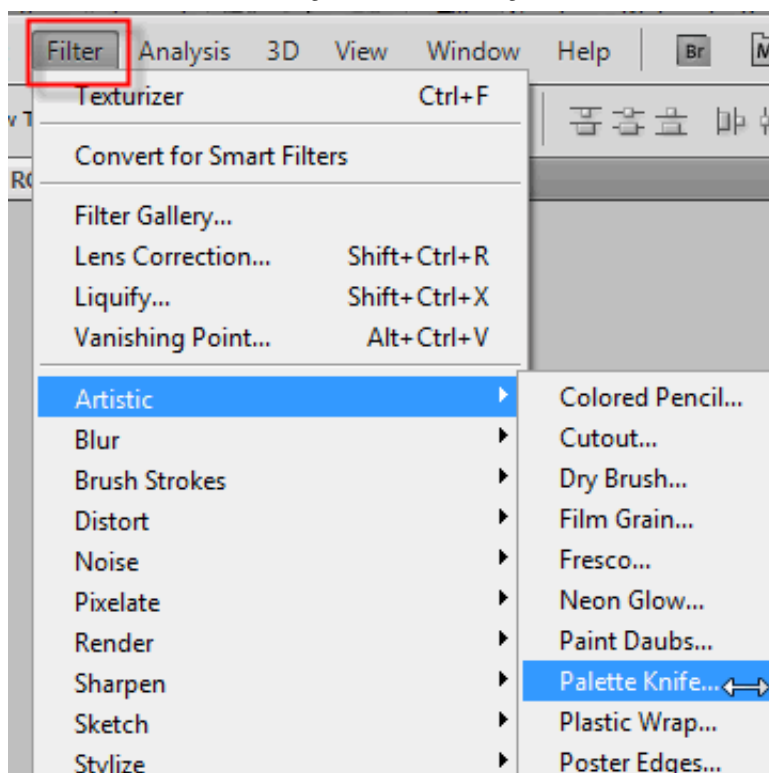 Filter Analysis 3D View Window Help Br M
Texturizer Ctrl+F
Convert for Smart Filters
Filter Gallery...
Lens Correction... Shift+Ctrl+R
Liquify... Shift+Ctrl+X
Vanishing Point... Alt+Ctrl+V
Artistic
Blur
Brush Strokes
Distort
Noise
Pixelate
Render
Sharpen
Sketch
Stylize
Colored Pencil...
Cutout...
Dry Brush...
Film Grain...
Fresco...
Neon Glow...
Paint Daubs...
Palette Knife...
Plastic Wrap...
Poster Edges...